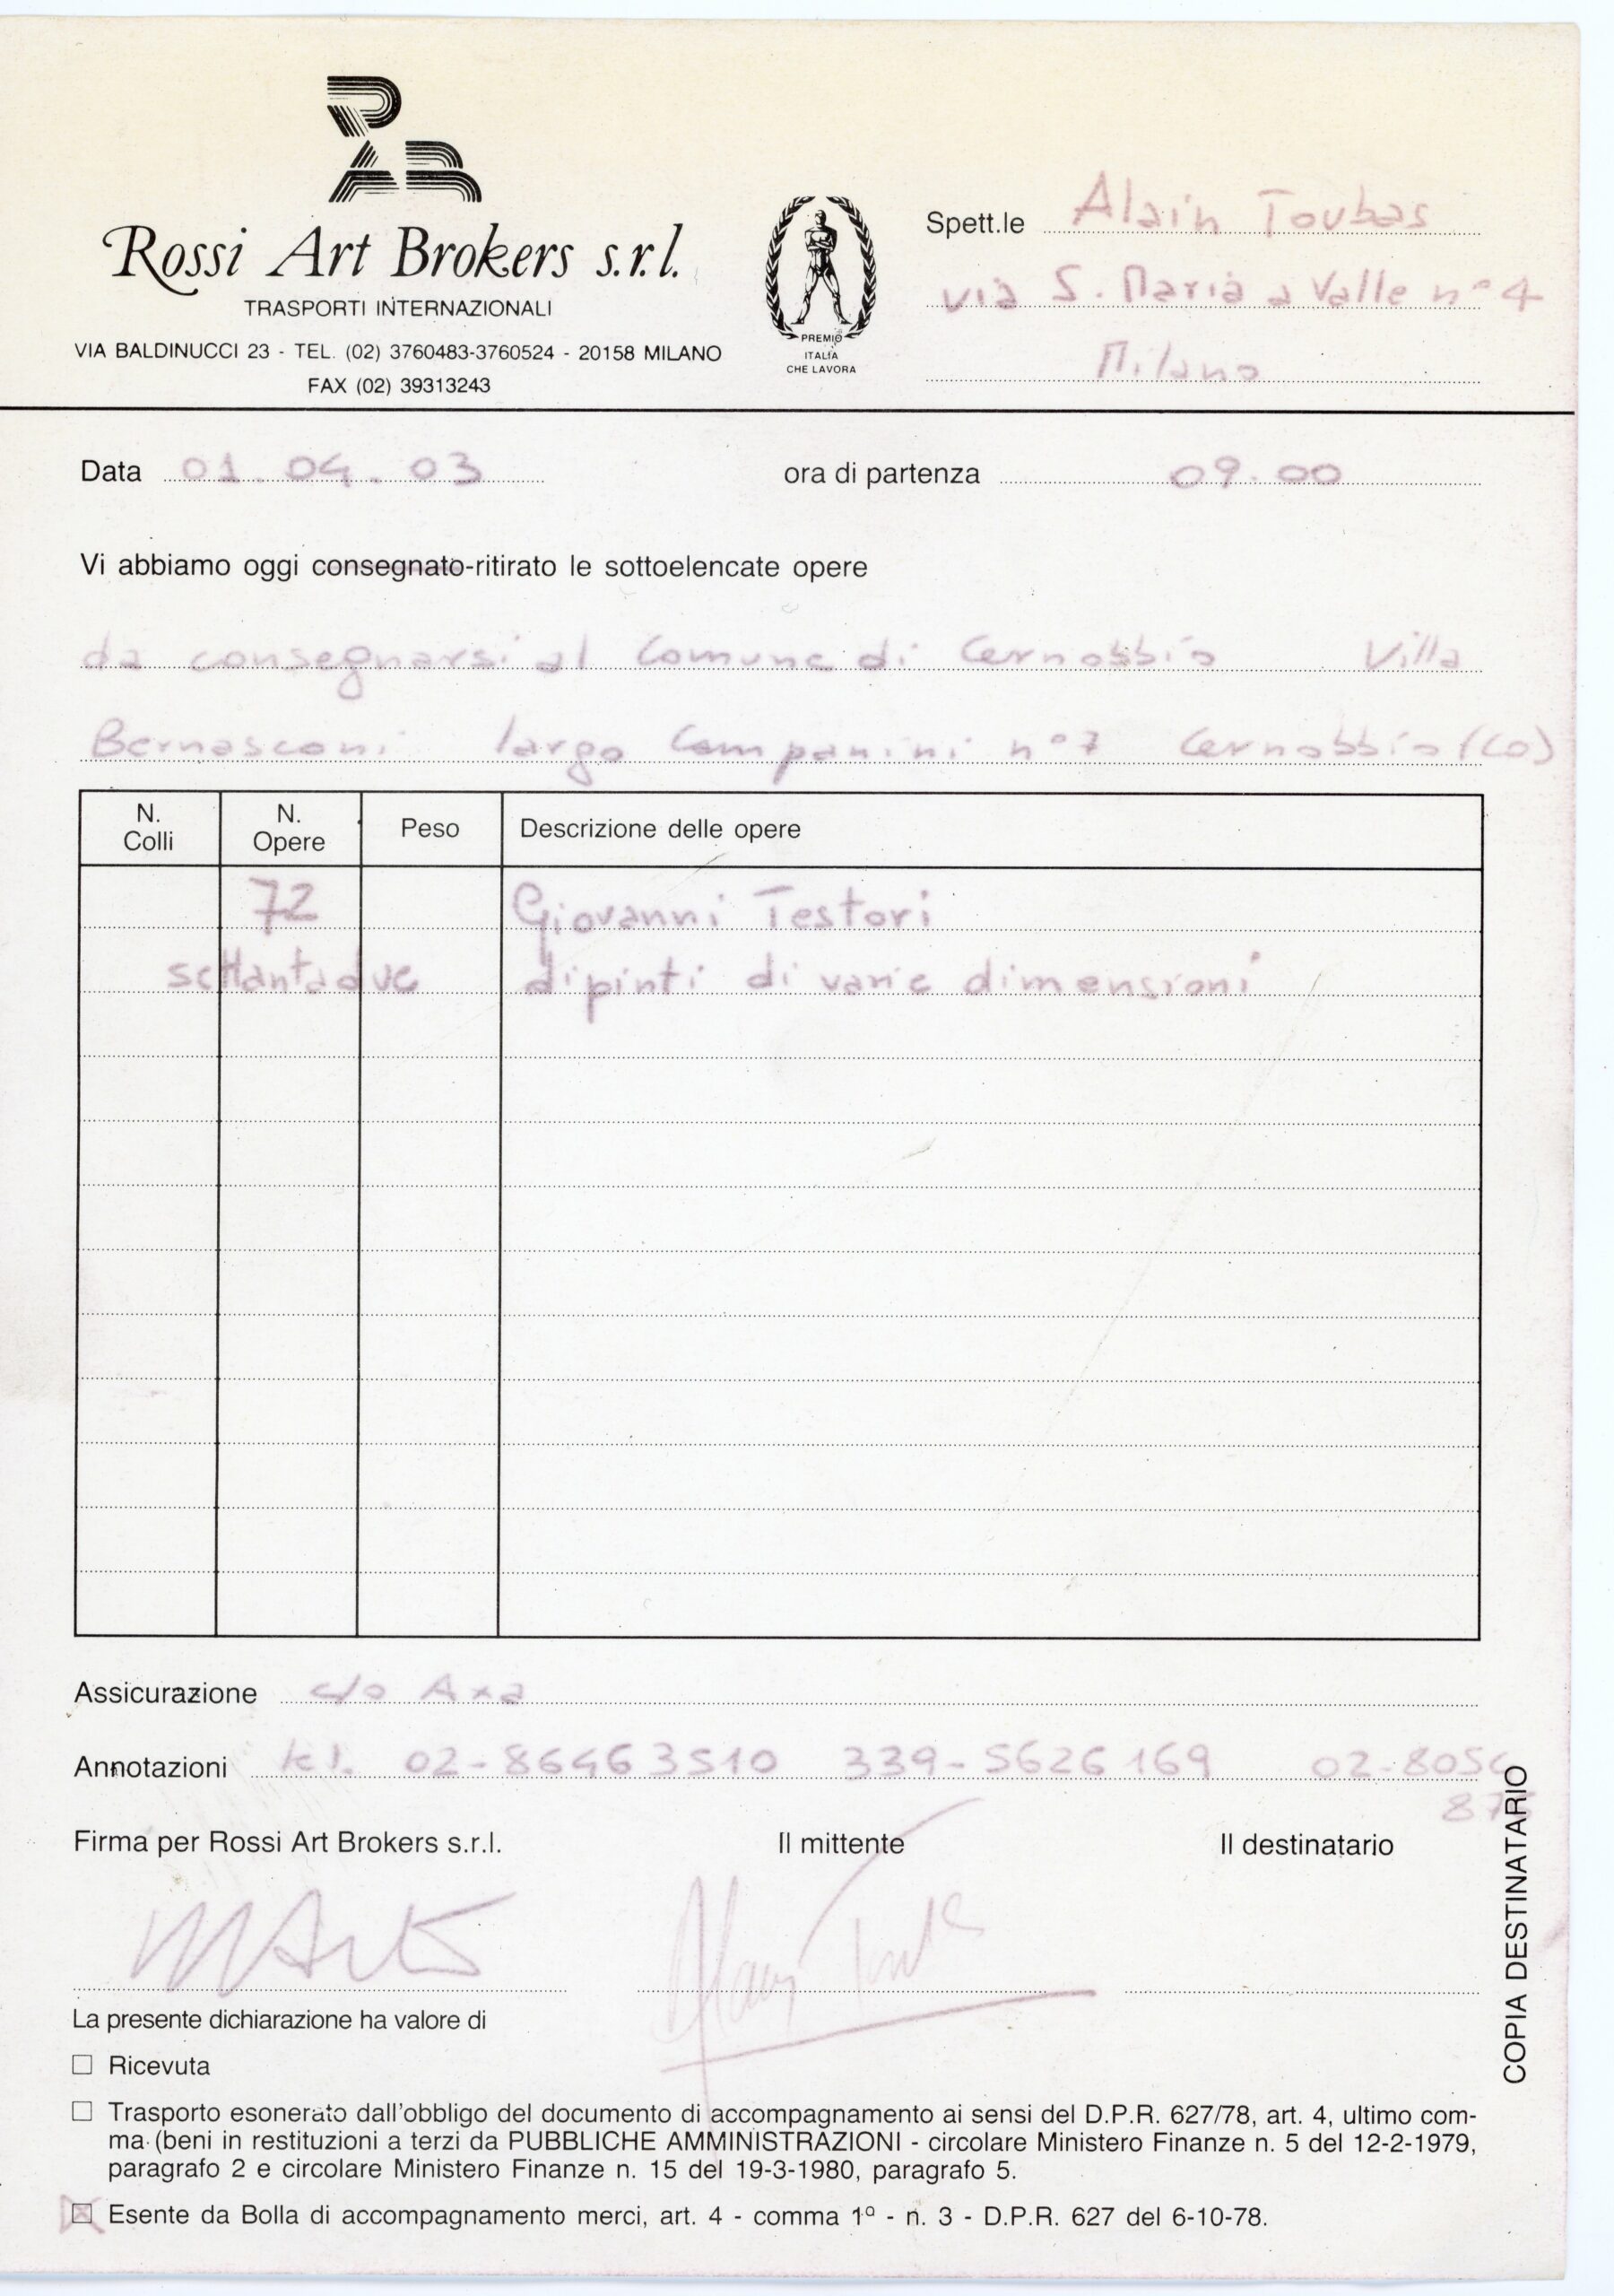 RAB
Rossi Art Brokers s.r.l.
TRASPORTI INTERNAZIONALI
VIA BALDINUCCI 23 - TEL. (02) 3760483-3760524 - 20158 MILANO
FAX (02) 39313243
PREMIO
ITALIA
CHE LAVORA
Spett.le Alain Toubas
via S. Maria a Valle n° 4
Milano
Data 01.04.03 ora di partenza 09.00
Vi abbiamo oggi consegnato-ritirato le sottoelencate opere
da consegnarsi al Comune di Cernobbio Villa
Bernasconi largo Campanini n° 7 Cernobbio (CO)
N. Colli N. Opere Peso Descrizione delle opere
72 Giovanni Testori
settantadue dipinti di varie dimensioni
Assicurazione c/o Axa
Annotazioni tel. 02-86463510 339-5626169
Firma per Rossi Art Brokers s.r.l. Il mittente Il destinatario
Alain Toubas
La presente dichiarazione ha valore di
Ricevuta
Trasporto esonerato dall'obbligo del documento di accompagnamento ai sensi del D.P.R. 627/78, art. 4, ultimo com-
ma (beni in restituzioni a terzi da PUBBLICHE AMMINISTRAZIONI - circolare Ministero Finanze n. 5 del 12-2-1979,
paragrafo 2 e circolare Ministero Finanze n. 15 del 19-3-1980, paragrafo 5.
Esente da Bolla di accompagnamento merci, art. 4 - comma 1º - n. 3 - D.P.R. 627 del 6-10-78.
COPIA DESTINATARIO